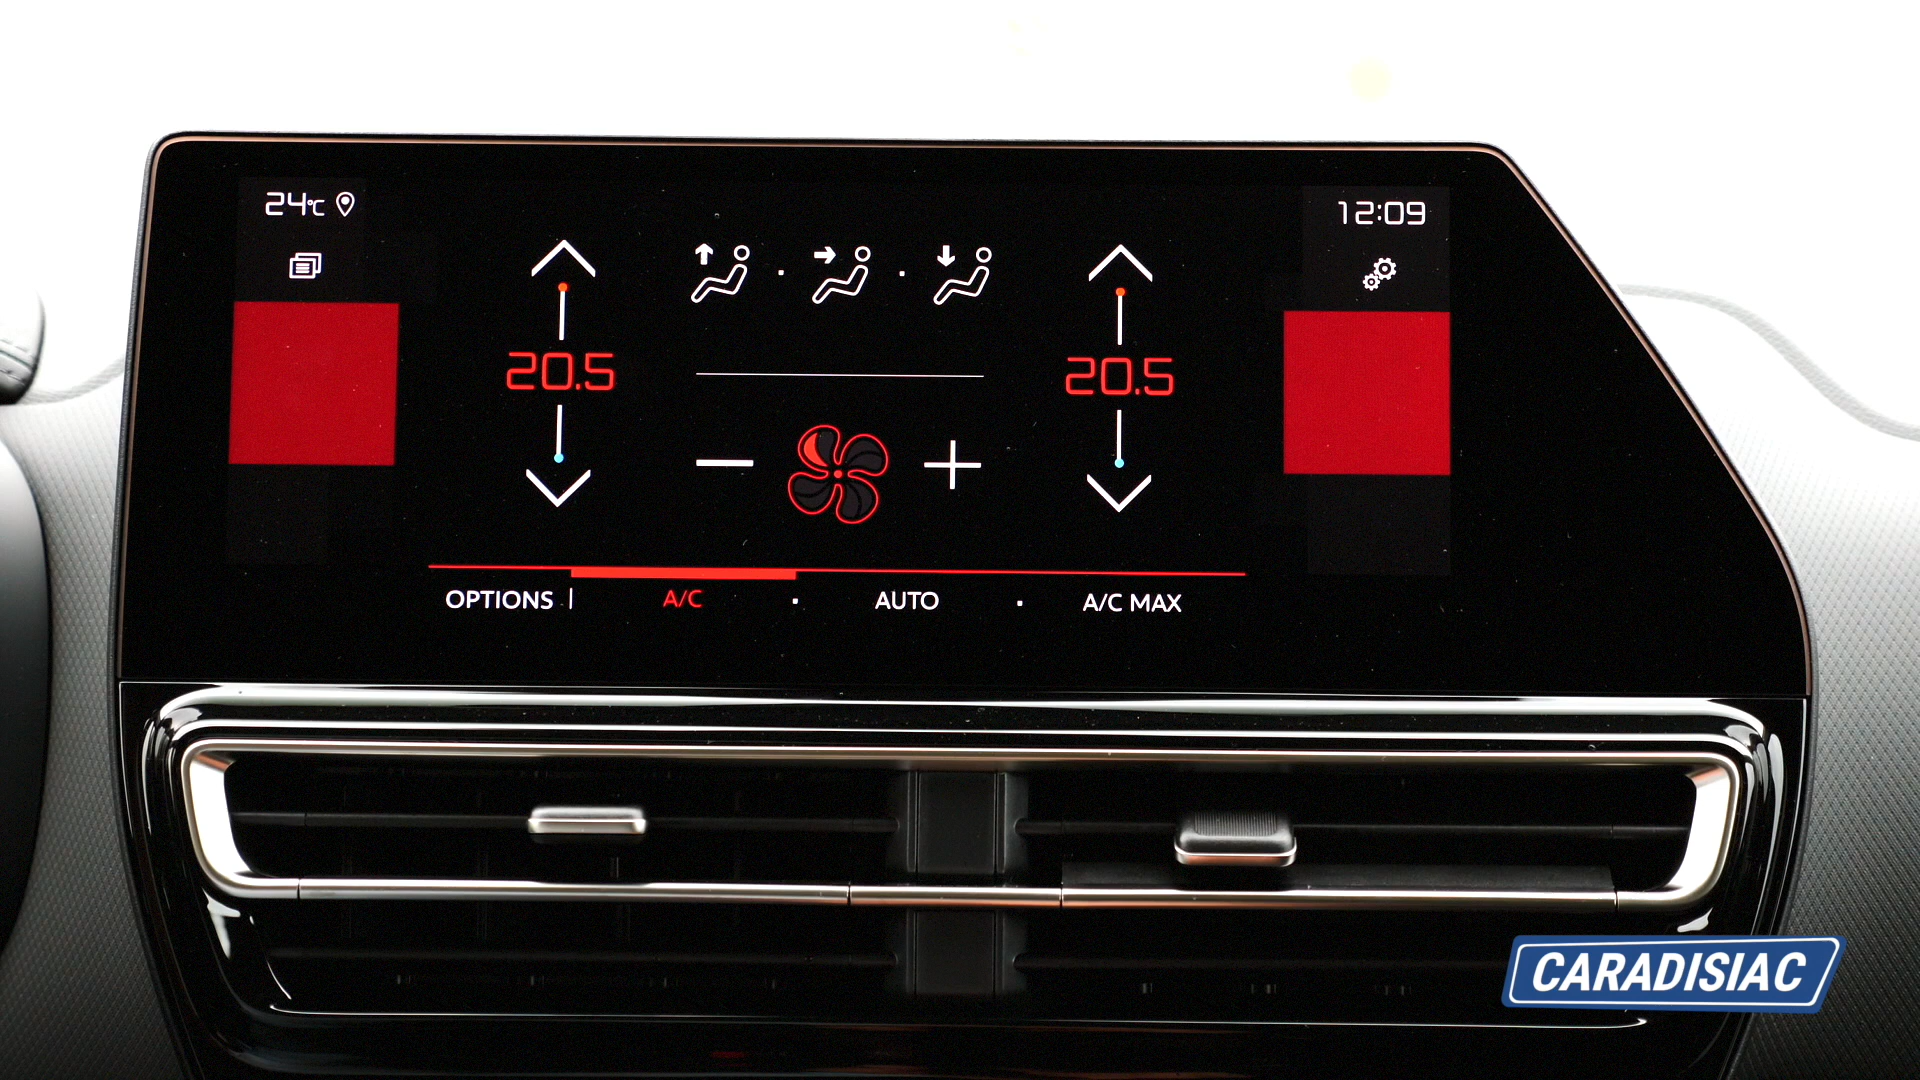 24°C
12:09
20.5
20.5
OPTIONS
A/C
AUTO
A/C MAX
CARADISIAC